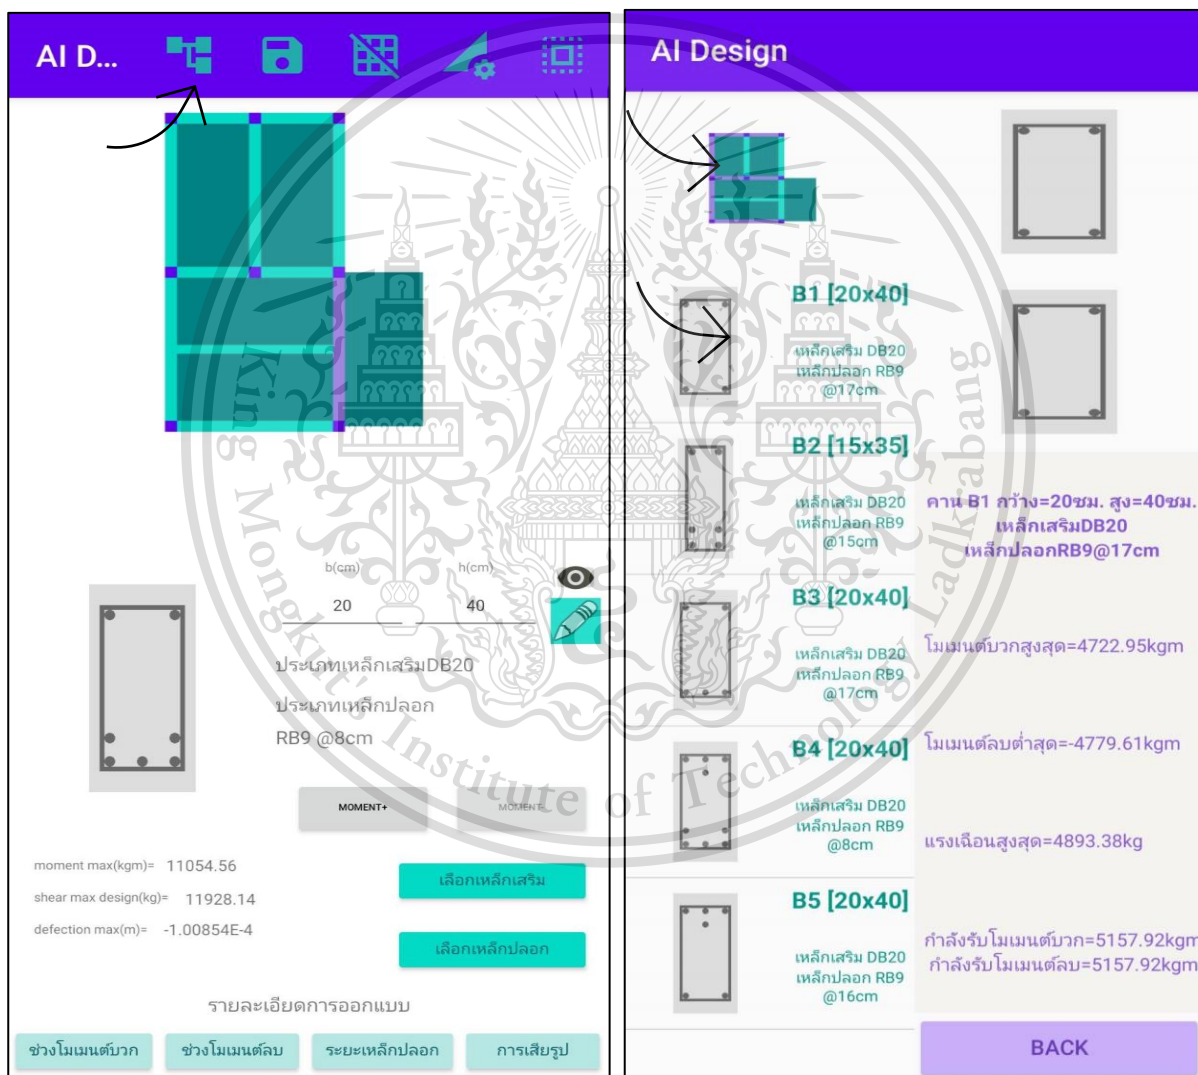 AI D...
b(cm)
h(cm)
20
40
ประเภทเหล็กเสริมDB20
ประเภทเหล็กปลอก
RB9 @8cm
MOMENT+
MOMENT-
moment max(kgm)= 11054.56
shear max design(kg)= 11928.14
defection max(m)= -1.00854E-4
เลือกเหล็กเสริม
เลือกเหล็กปลอก
รายละเอียดการออกแบบ
ช่วงโมเมนต์บวก
ช่วงโมเมนต์ลบ
ระยะเหล็กปลอก
การเสียรูป
AI Design
B1 [20x40]
เหล็กเสริม DB20
เหล็กปลอก RB9
@17cm
B2 [15x35]
เหล็กเสริม DB20
เหล็กปลอก RB9
@15cm
B3 [20x40]
เหล็กเสริม DB20
เหล็กปลอก RB9
@17cm
B4 [20x40]
เหล็กเสริม DB20
เหล็กปลอก RB9
@8cm
B5 [20x40]
เหล็กเสริม DB20
เหล็กปลอก RB9
@16cm
คาน B1 กว้าง=20ซม. สูง=40ซม.
เหล็กเสริมDB20
เหล็กปลอกRB9@17cm
โมเมนต์บวกสูงสุด=4722.95kgm
โมเมนต์ลบต่ำสุด=-4779.61kgm
แรงเฉือนสูงสุด=4893.38kg
กำลังรับโมเมนต์บวก=5157.92kgm
กำลังรับโมเมนต์ลบ=5157.92kgm
BACK
King Mongkut's Institute of Technology Ladkrabang